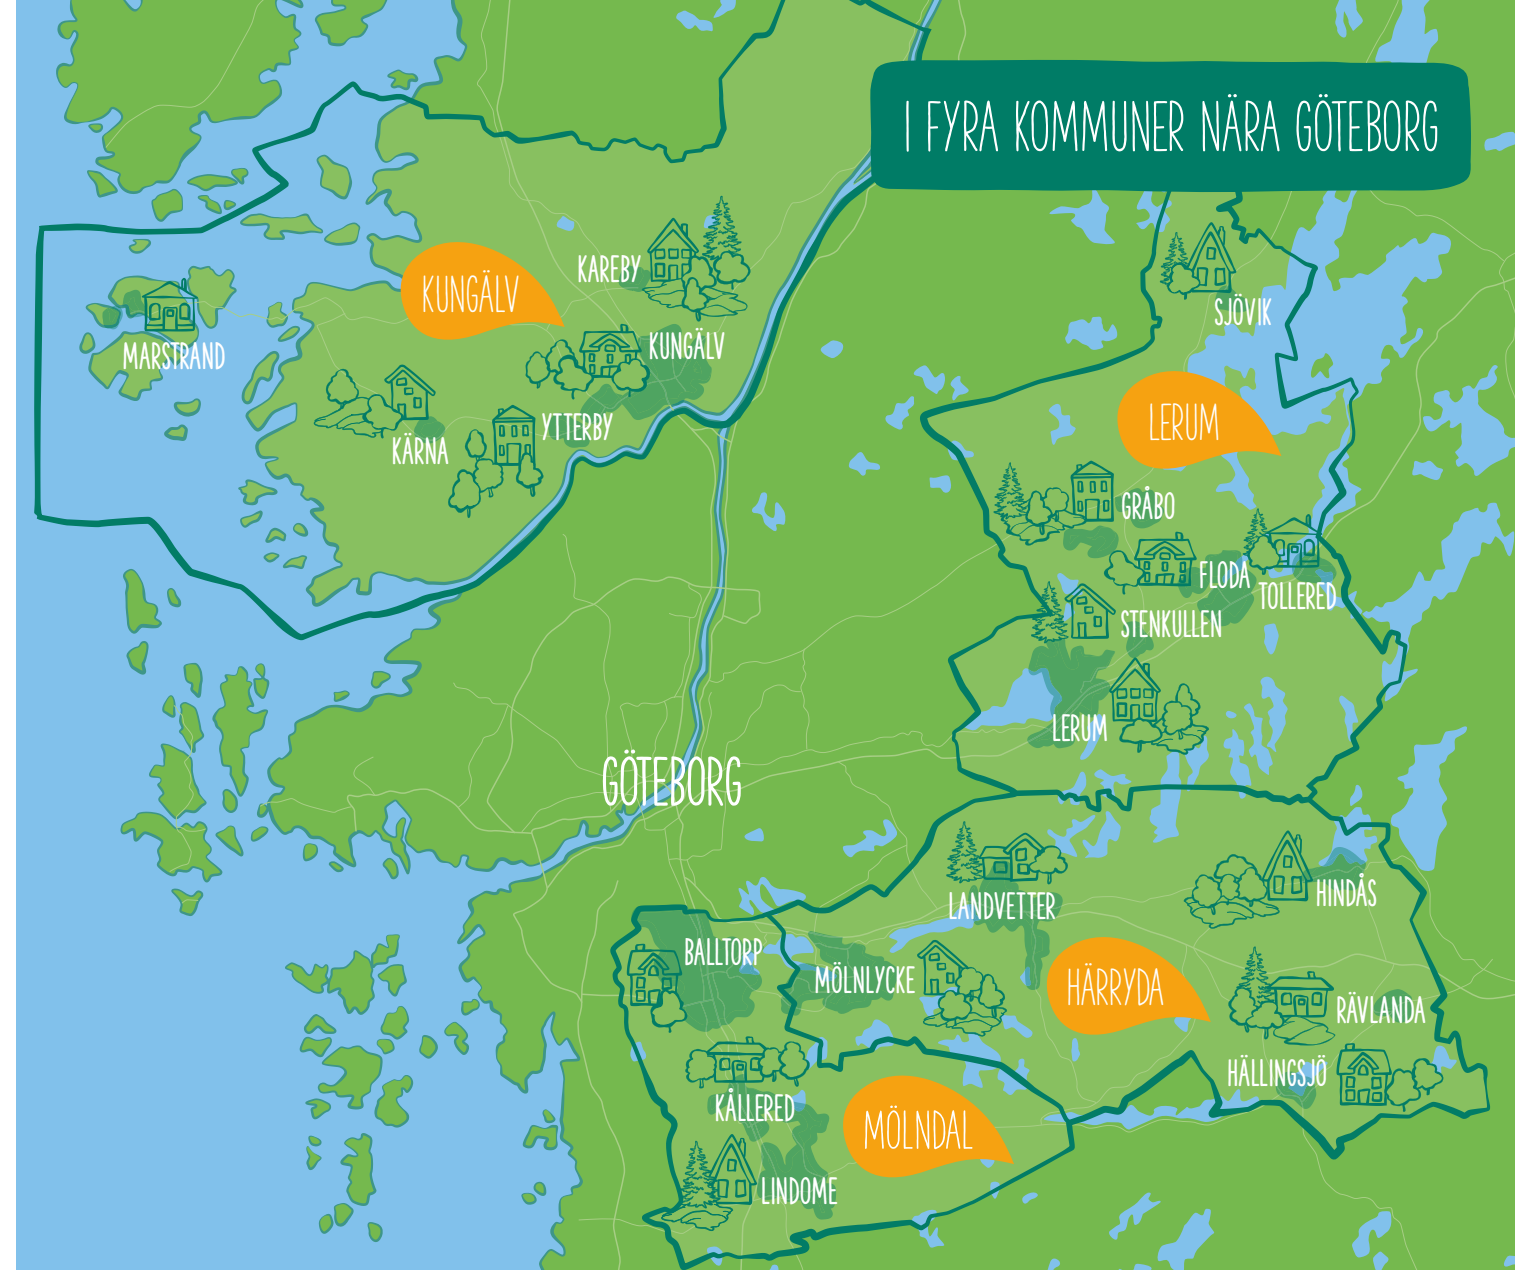 I FYRA KOMMUNER NÄRA GÖTEBORG
KUNGÄLV
KAREBY
MARSTRAND
KUNGÄLV
YTTERBY
KÄRNA
SJÖVIK
LERUM
GRÅBO
FLODA
TOLLERED
STENKULLEN
LERUM
GÖTEBORG
LANDVETTER
HINDÅS
BALLTORP
MÖLNLYCKE
HÄRRYDA
RÄVLANDA
HÄLLINGSJÖ
KÅLLERED
MÖLNDAL
LINDOME